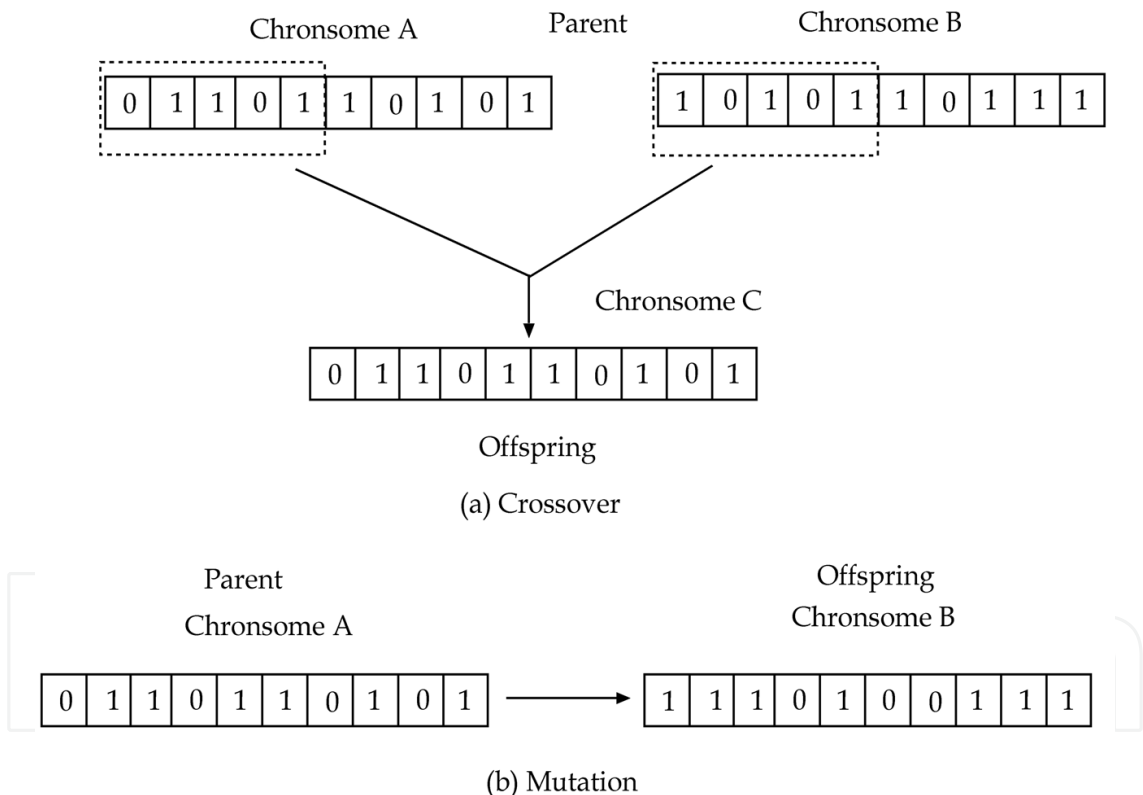 Chronsome A
Parent
Chronsome B
0 1 1 0 1 1 0 1 0 1
1 0 1 0 1 1 0 1 1 1
Chronsome C
0 1 1 0 1 1 0 1 0 1
Offspring
(a) Crossover
Parent
Chronsome A
Offspring
Chronsome B
0 1 1 0 1 1 0 1 0 1
1 1 1 0 1 0 0 1 1 1
(b) Mutation